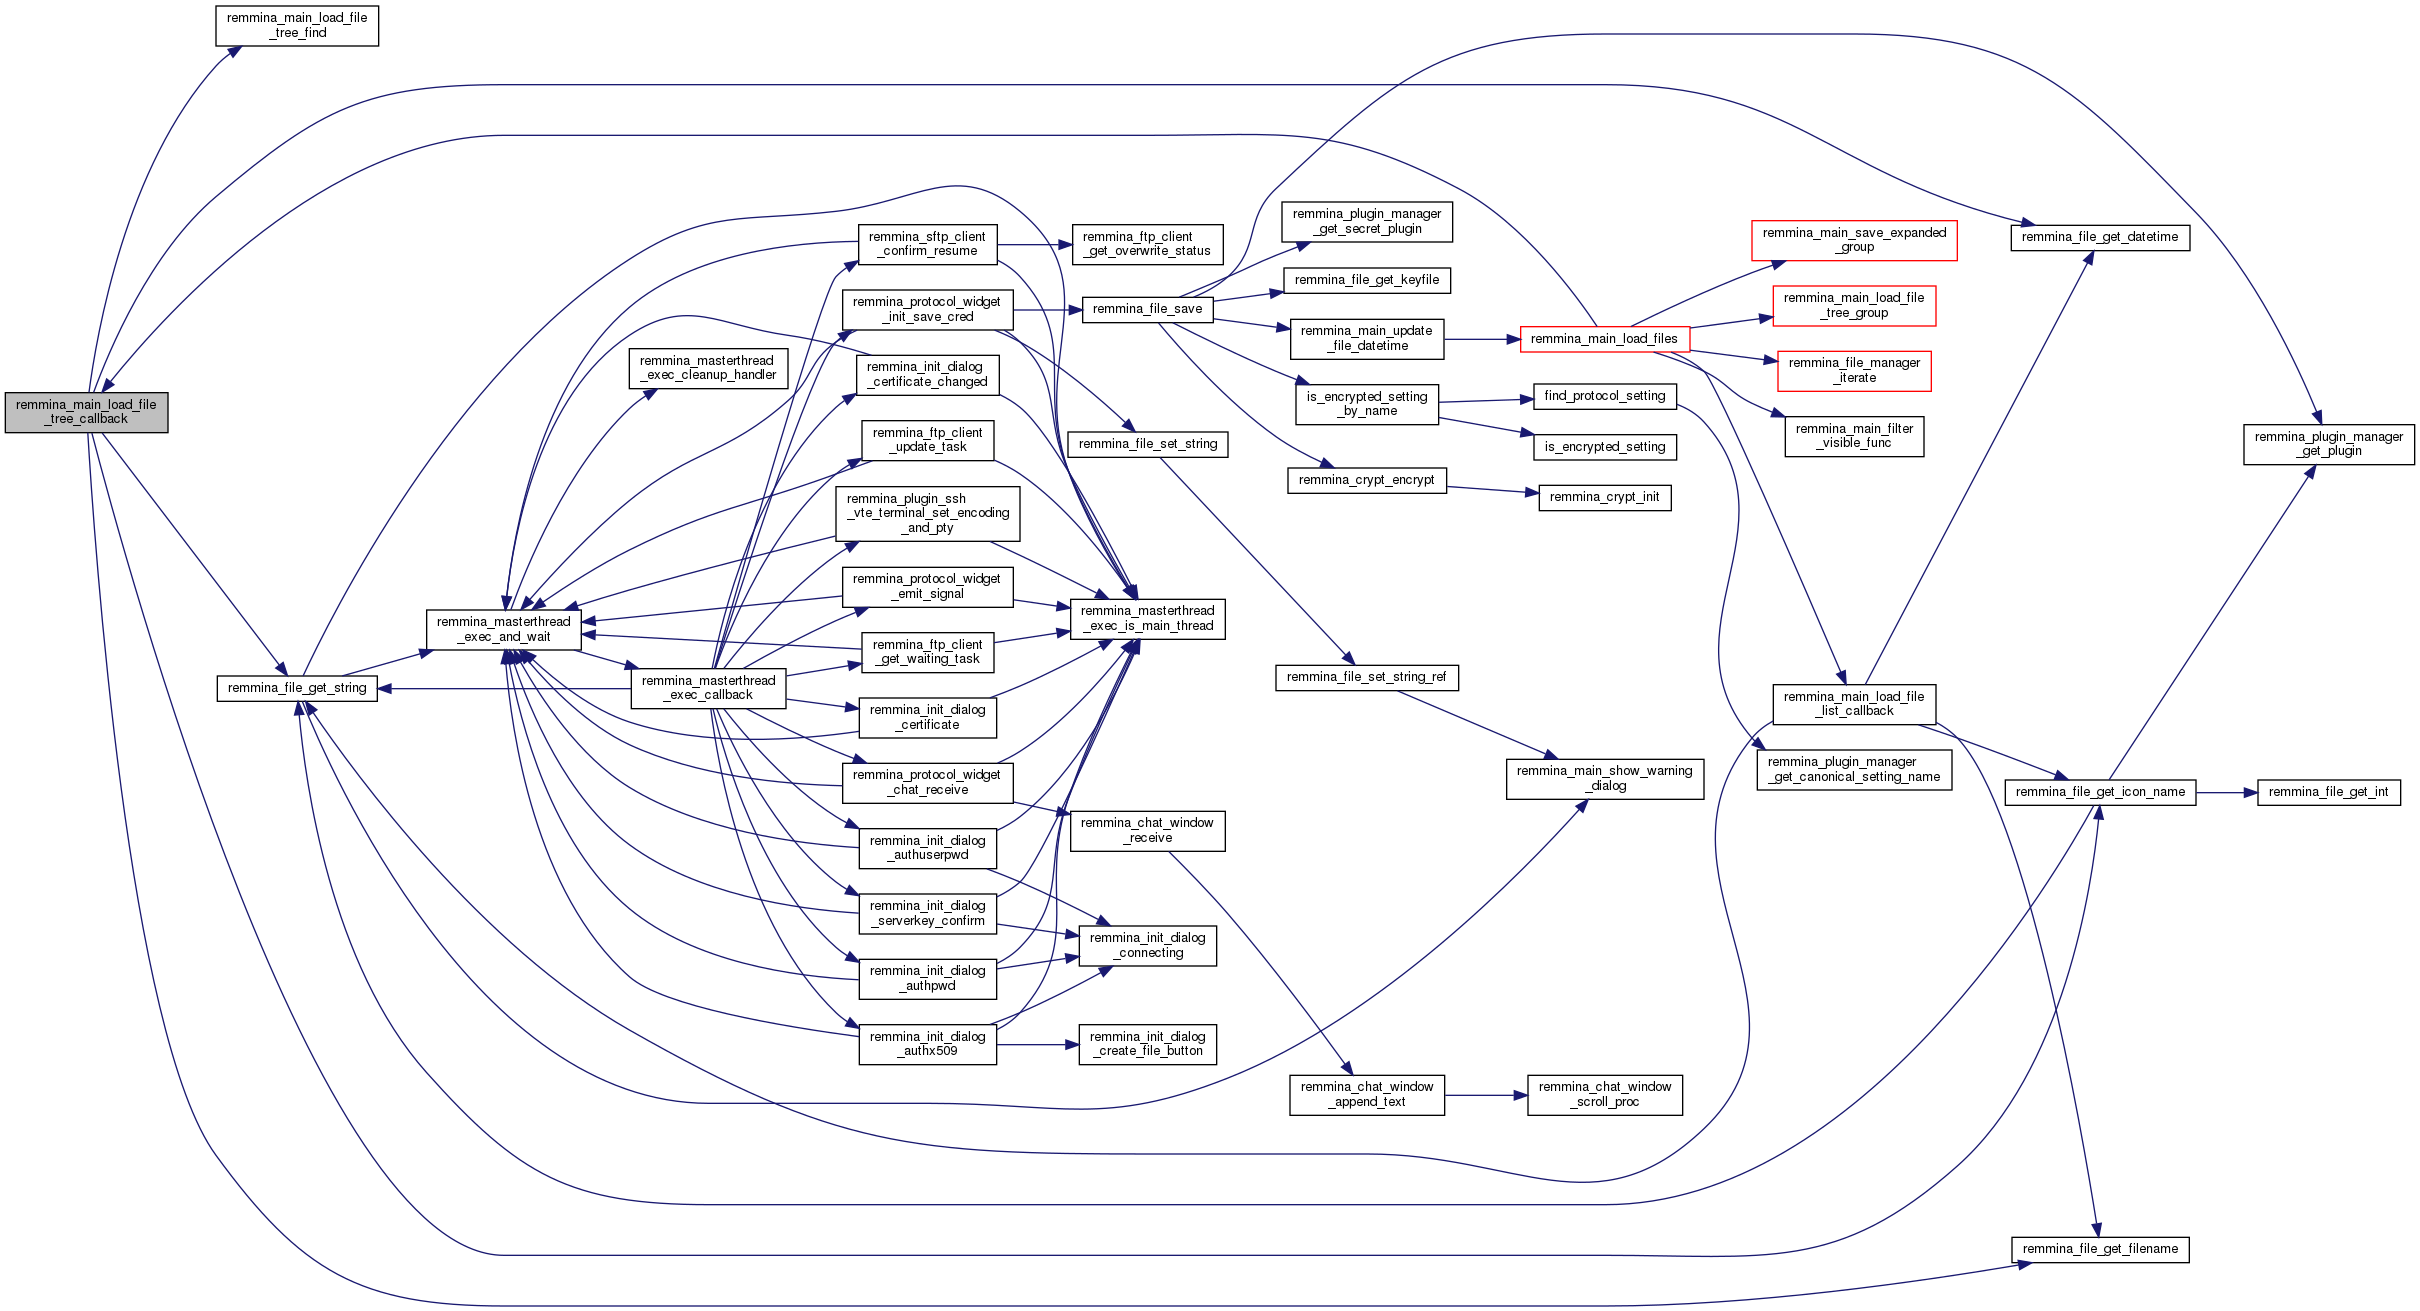 remmina_main_load_file
_tree_callback
remmina_main_load_file
_tree_find
remmina_file_get_string
remmina_masterthread
_exec_and_wait
remmina_masterthread
_exec_cleanup_handler
remmina_masterthread
_exec_callback
remmina_sftp_client
_confirm_resume
remmina_protocol_widget
_init_save_cred
remmina_init_dialog
_certificate_changed
remmina_ftp_client
_update_task
remmina_plugin_ssh
_vte_terminal_set_encoding
_and_pty
remmina_protocol_widget
_emit_signal
remmina_ftp_client
_get_waiting_task
remmina_init_dialog
_certificate
remmina_protocol_widget
_chat_receive
remmina_init_dialog
_authuserpwd
remmina_init_dialog
_serverkey_confirm
remmina_init_dialog
_authpwd
remmina_init_dialog
_authx509
remmina_ftp_client
_get_overwrite_status
remmina_file_save
remmina_file_set_string
remmina_masterthread
_exec_is_main_thread
remmina_chat_window
_receive
remmina_init_dialog
_connecting
remmina_init_dialog
_create_file_button
remmina_plugin_manager
_get_secret_plugin
remmina_file_get_keyfile
remmina_main_update
_file_datetime
is_encrypted_setting
_by_name
remmina_crypt_encrypt
remmina_file_set_string_ref
remmina_chat_window
_append_text
remmina_main_load_files
find_protocol_setting
is_encrypted_setting
remmina_crypt_init
remmina_main_show_warning
_dialog
remmina_chat_window
_scroll_proc
remmina_main_save_expanded
_group
remmina_main_load_file
_tree_group
remmina_file_manager
_iterate
remmina_main_filter
_visible_func
remmina_main_load_file
_list_callback
remmina_plugin_manager
_get_canonical_setting_name
remmina_file_get_datetime
remmina_file_get_icon_name
remmina_file_get_filename
remmina_plugin_manager
_get_plugin
remmina_file_get_int